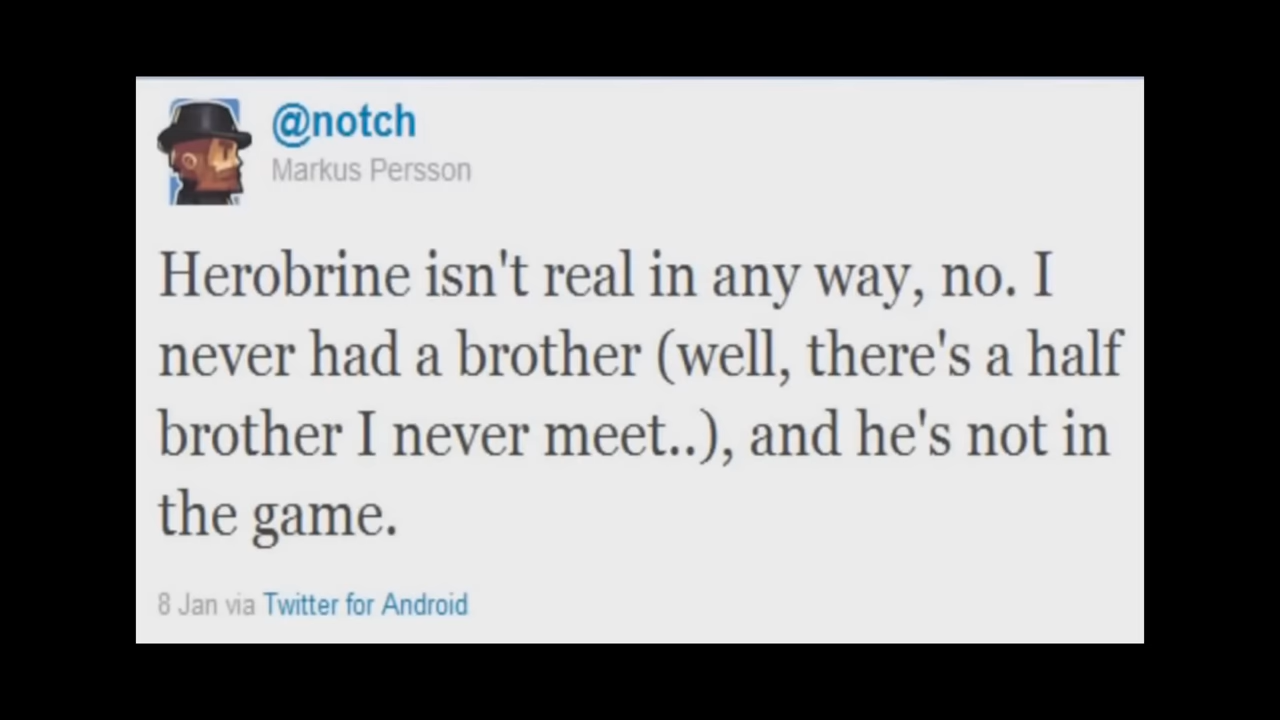 @notch
Markus Persson
Herobrine isn't real in any way, no. I
never had a brother (well, there's a half
brother I never meet..), and he's not in
the game.
8 Jan via Twitter for Android